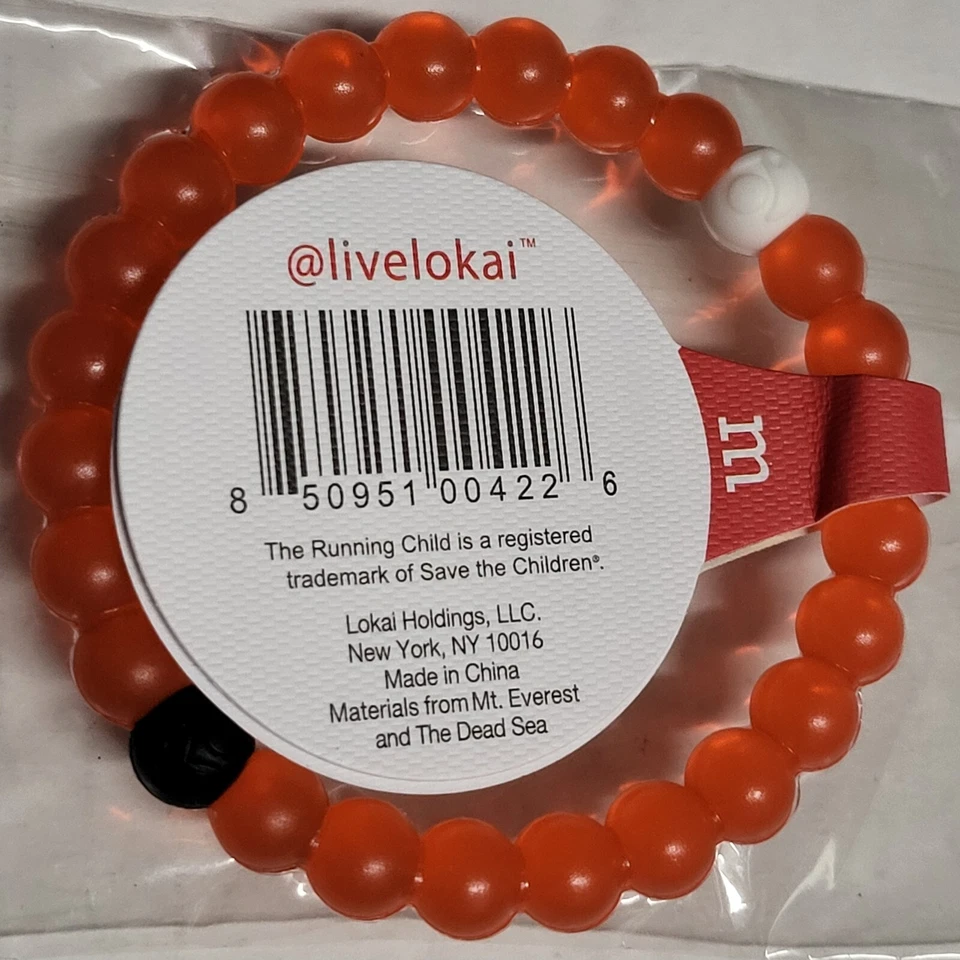 @livelokai™
8 50951 00422 6
The Running Child is a registered
trademark of Save the Children®.
Lokai Holdings, LLC.
New York, NY 10016
Made in China
Materials from Mt. Everest
and The Dead Sea
m